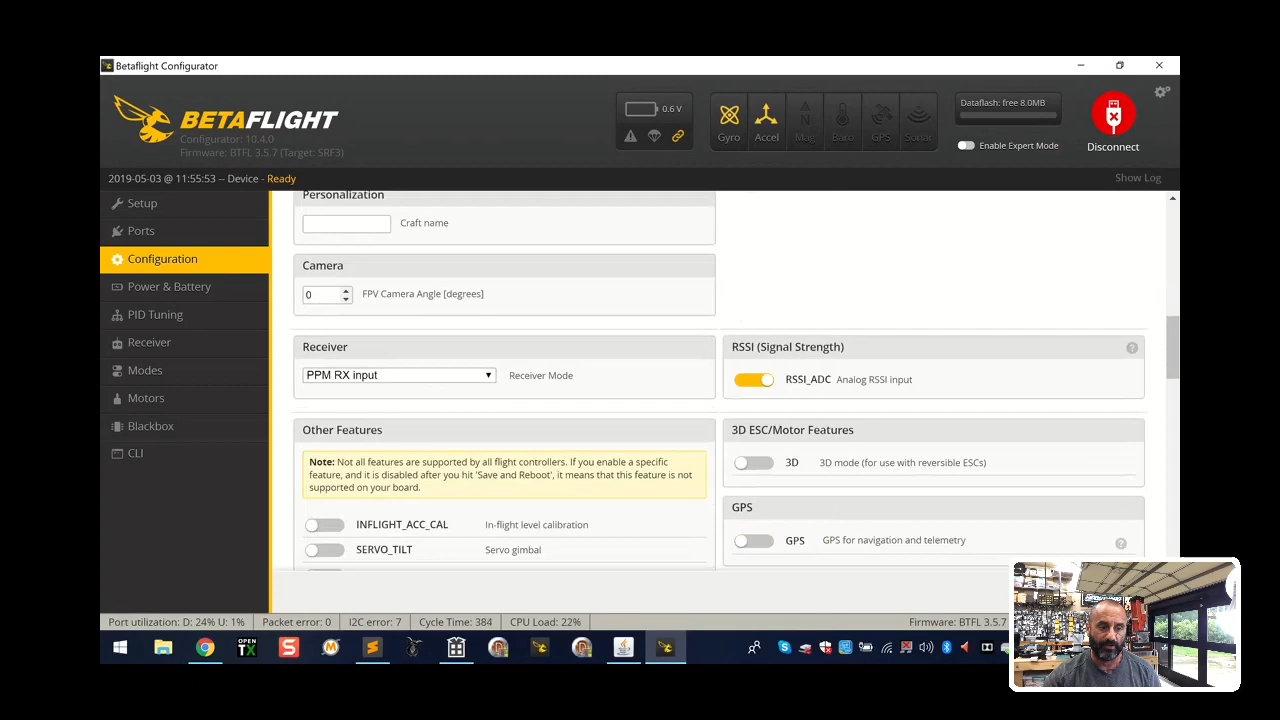 Betaflight Configurator
BETAFLIGHT
Configurator: 10.4.0
Firmware: BTFL 3.5.7 (Target: SRF3)
0.6 V
Gyro
Accel
Mag
Baro
GPS
Sonar
Dataflash: free 8.0MB
Enable Expert Mode
Disconnect
2019-05-03 @ 11:55:53 -- Device - Ready
Show Log
Setup
Ports
Configuration
Power & Battery
PID Tuning
Receiver
Modes
Motors
Blackbox
CLI
Personalization
Craft name
Camera
0
FPV Camera Angle [degrees]
Receiver
PPM RX input
Receiver Mode
RSSI (Signal Strength)
RSSI_ADC Analog RSSI input
Other Features
Note: Not all features are supported by all flight controllers. If you enable a specific
feature, and it is disabled after you hit 'Save and Reboot', it means that this feature is not
supported on your board.
INFLIGHT_ACC_CAL In-flight level calibration
SERVO_TILT Servo gimbal
3D ESC/Motor Features
3D 3D mode (for use with reversible ESCs)
GPS
GPS GPS for navigation and telemetry
Port utilization: D: 24% U: 1%
Packet error: 0
I2C error: 7
Cycle Time: 384
CPU Load: 22%
Firmware: BTFL 3.5.7
OPEN
TX